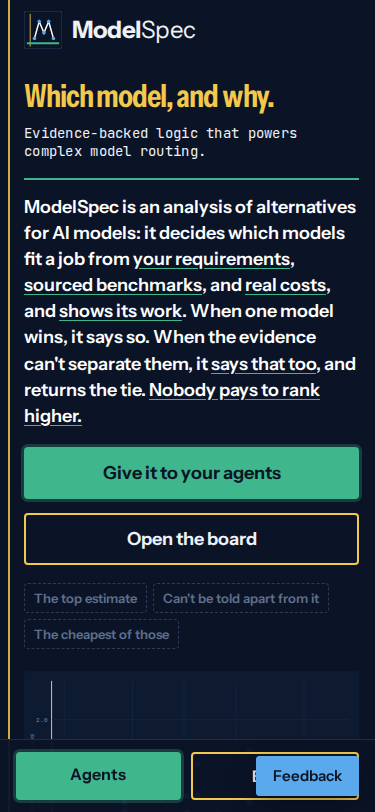 ModelSpec
Which model, and why.
Evidence-backed logic that powers
complex model routing.
ModelSpec is an analysis of alternatives
for AI models: it decides which models
fit a job from your requirements,
sourced benchmarks, and real costs,
and shows its work. When one model
wins, it says so. When the evidence
can't separate them, it says that too, and
returns the tie. Nobody pays to rank
higher.
Give it to your agents
Open the board
The top estimate
Can't be told apart from it
The cheapest of those
2.0
Agents
Feedback